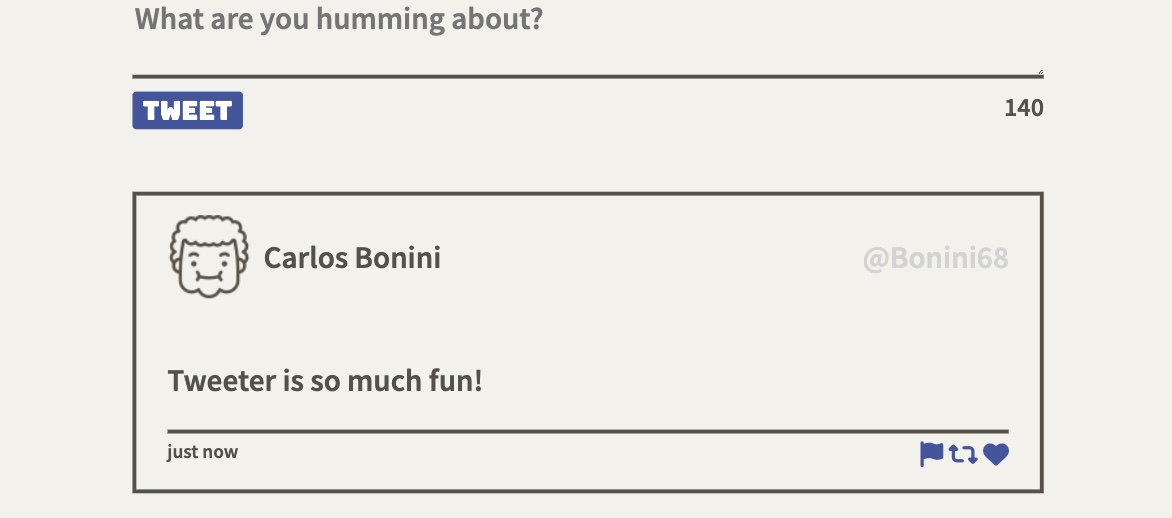 What are you humming about?
TWEET
140
Carlos Bonini
@Bonini68
Tweeter is so much fun!
just now